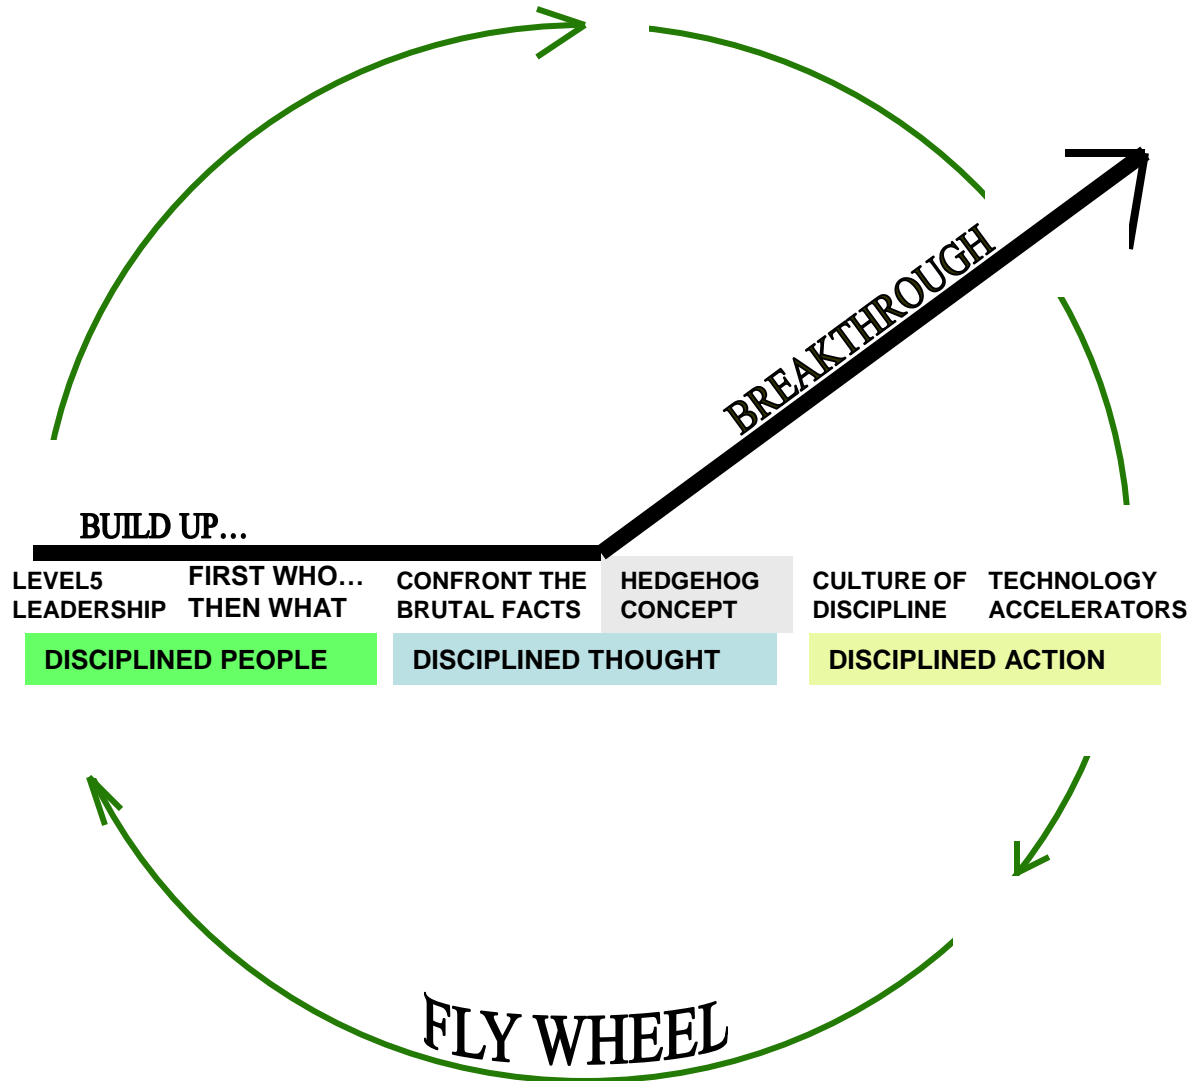 BREAKTHROUGH
BUILD UP...
LEVEL5
LEADERSHIP
FIRST WHO...
THEN WHAT
CONFRONT THE
BRUTAL FACTS
HEDGEHOG
CONCEPT
CULTURE OF
DISCIPLINE
TECHNOLOGY
ACCELERATORS
DISCIPLINED PEOPLE
DISCIPLINED THOUGHT
DISCIPLINED ACTION
FLY WHEEL